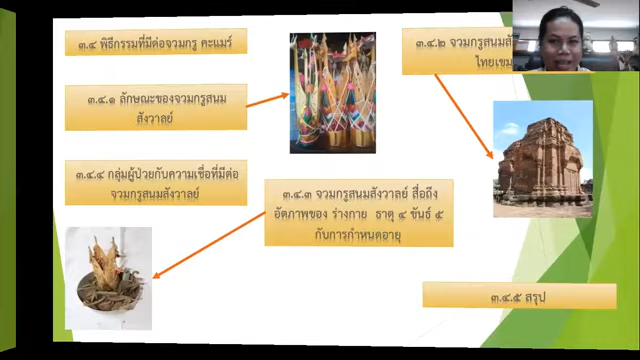 ๓.๔ พิธีกรรมที่มีต่อจวมกรู คะแมร์
๓.๔.๒ จวมกรูสนม
ไทยเขม
๓.๔.๑ ลักษณะของจวมกรูสนม
สังวาลย์
๓.๔.๔ กลุ่มผู้ป่วยกับความเชื่อที่มีต่อ
จวมกรูสนมสังวาลย์
๓.๔.๓ จวมกรูสนมสังวาลย์ สื่อถึง
อัตภาพของ ร่างกาย ธาตุ ๔ ขันธ์ ๕
กับการกำหนดอายุ
๓.๔.๕ สรุป